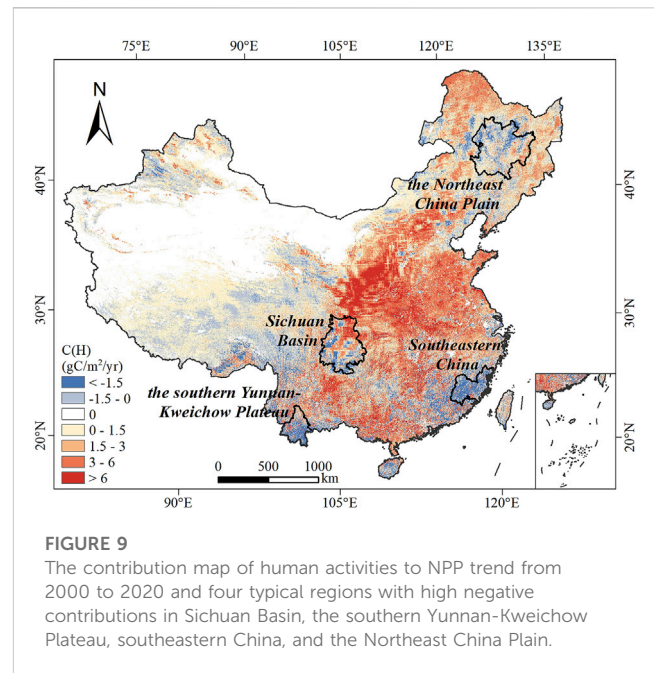 75°E 90°E 105°E 120°E 135°E
N
40°N
30°N
20°N
40°N
30°N
20°N
the Northeast
China Plain
Sichuan
Basin
Southeastern
China
the southern Yunnan-
Kweichow Plateau
C(H)
(gC/m²/yr)
< -1.5
-1.5 - 0
0
0 - 1.5
1.5 - 3
3 - 6
> 6
0 500 1000
km
90°E 105°E 120°E
FIGURE 9
The contribution map of human activities to NPP trend from
2000 to 2020 and four typical regions with high negative
contributions in Sichuan Basin, the southern Yunnan-Kweichow
Plateau, southeastern China, and the Northeast China Plain.